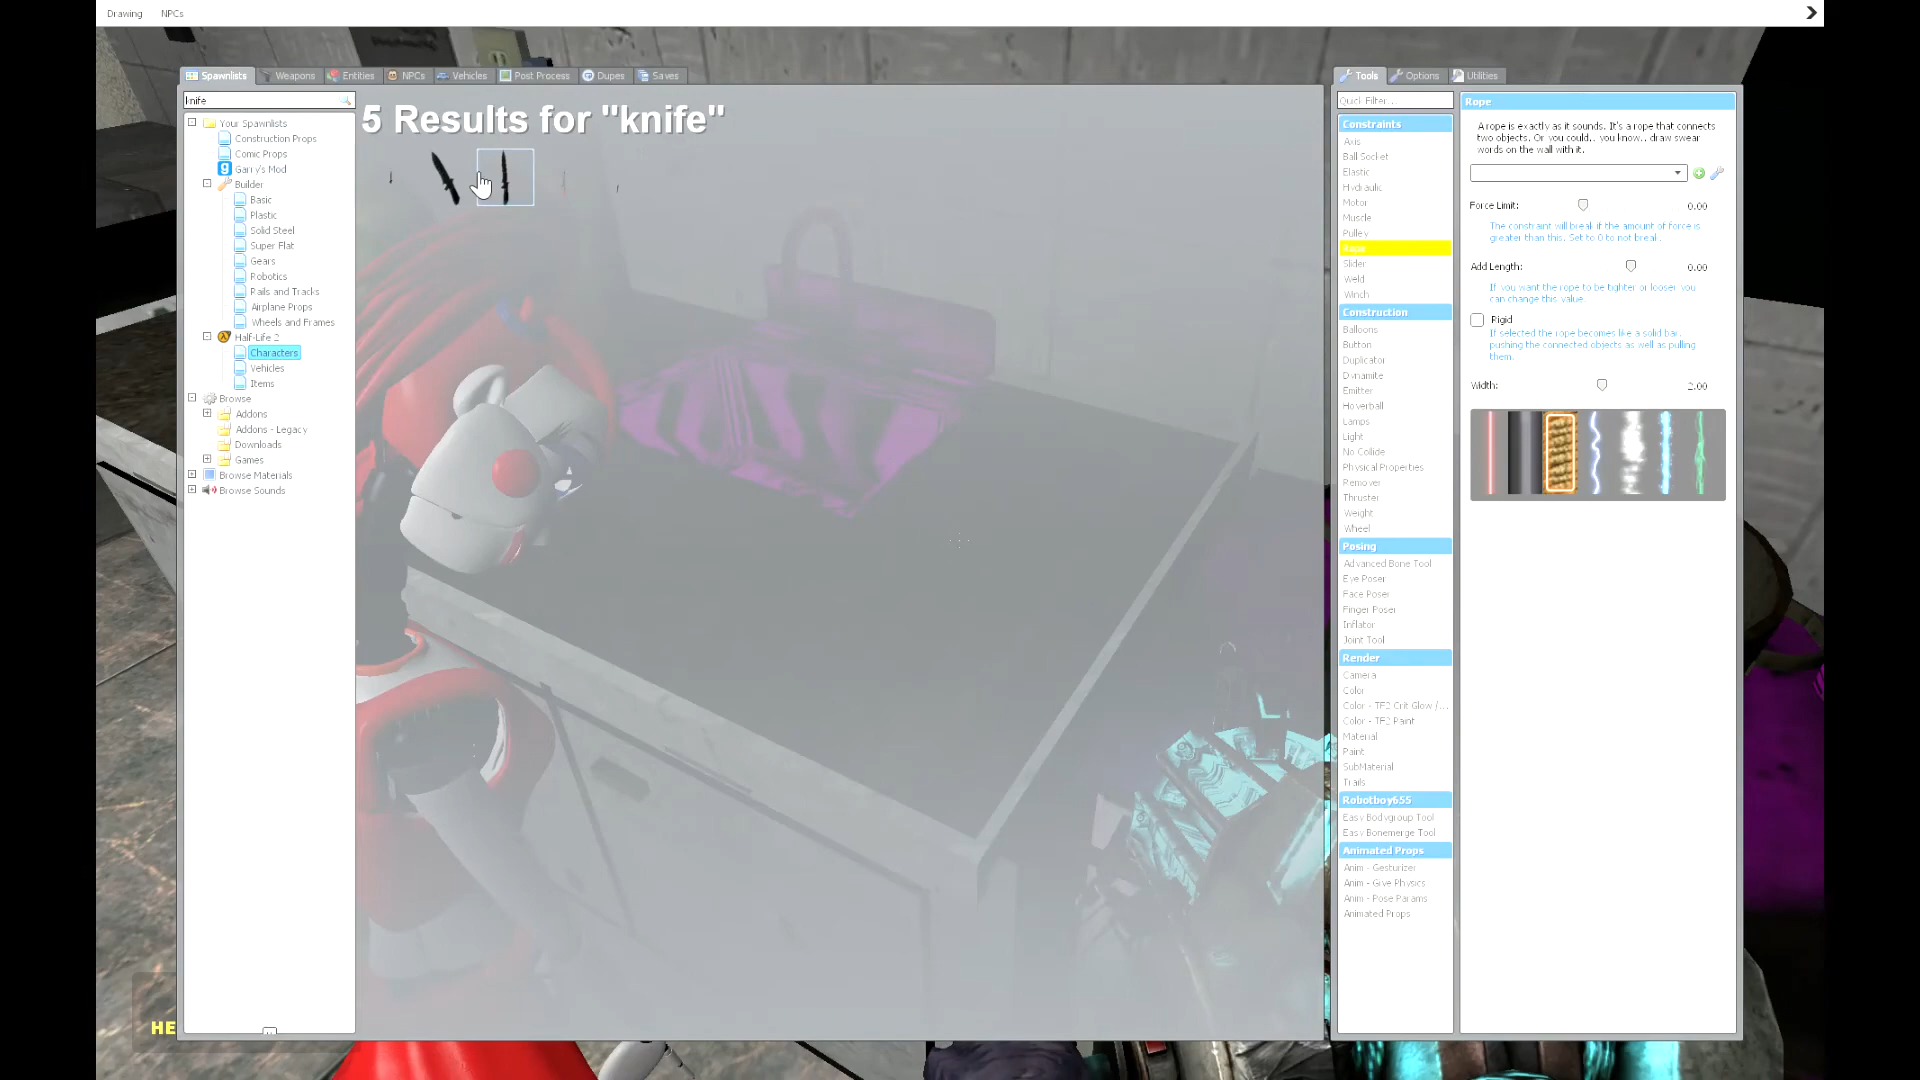 Drawing NPCs
Spawnlists Weapons Entities NPCs Vehicles Post Process Dupes Saves
knife
5 Results for "knife"
Your Spawnlists
Construction Props
Comic Props
Garry's Mod
Builder
Basic
Plastic
Solid Steel
Super Flat
Gears
Robotics
Rails and Tracks
Airplane Props
Wheels and Frames
Half-Life 2
Characters
Vehicles
Items
Browse
Addons
Addons - Legacy
Downloads
Games
Browse Materials
Browse Sounds
HE
Tools Options Utilities
Quick Filter...
Constraints
Axis
Ball Socket
Elastic
Hydraulic
Motor
Muscle
Pulley
Rope
Slider
Weld
Winch
Construction
Balloons
Button
Duplicator
Dynamite
Emitter
Hoverball
Lamps
Light
No Collide
Physical Properties
Remover
Thruster
Weight
Wheel
Posing
Advanced Bone Tool
Eye Poser
Face Poser
Finger Poser
Inflator
Joint Tool
Render
Camera
Color
Color - TF2 Crit Glow /...
Color - TF2 Paint
Material
Paint
SubMaterial
Trails
Robotboy655
Easy Bodygroup Tool
Easy Bonemerge Tool
Animated Props
Anim - Gesturizer
Anim - Give Physics
Anim - Pose Params
Animated Props
Rope
A rope is exactly as it sounds. It's a rope that connects
two objects. Or you could.. you know.. draw swear
words on the wall with it.
Force Limit: 0.00
The constraint will break if the amount of force is
greater than this. Set to 0 to not break.
Add Length: 0.00
If you want the rope to be tighter or looser you
can change this value.
Rigid
If selected the rope becomes like a solid bar,
pushing the connected objects as well as pulling
them.
Width: 2.00